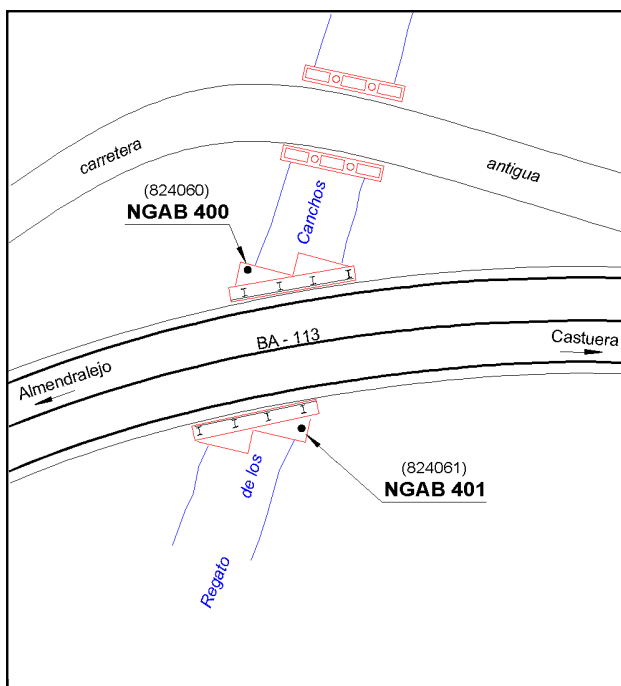 carretera
antigua
(824060)
NGAB 400
Canchos
BA - 113
Castuera
Almendralejo
de los
(824061)
NGAB 401
Regato